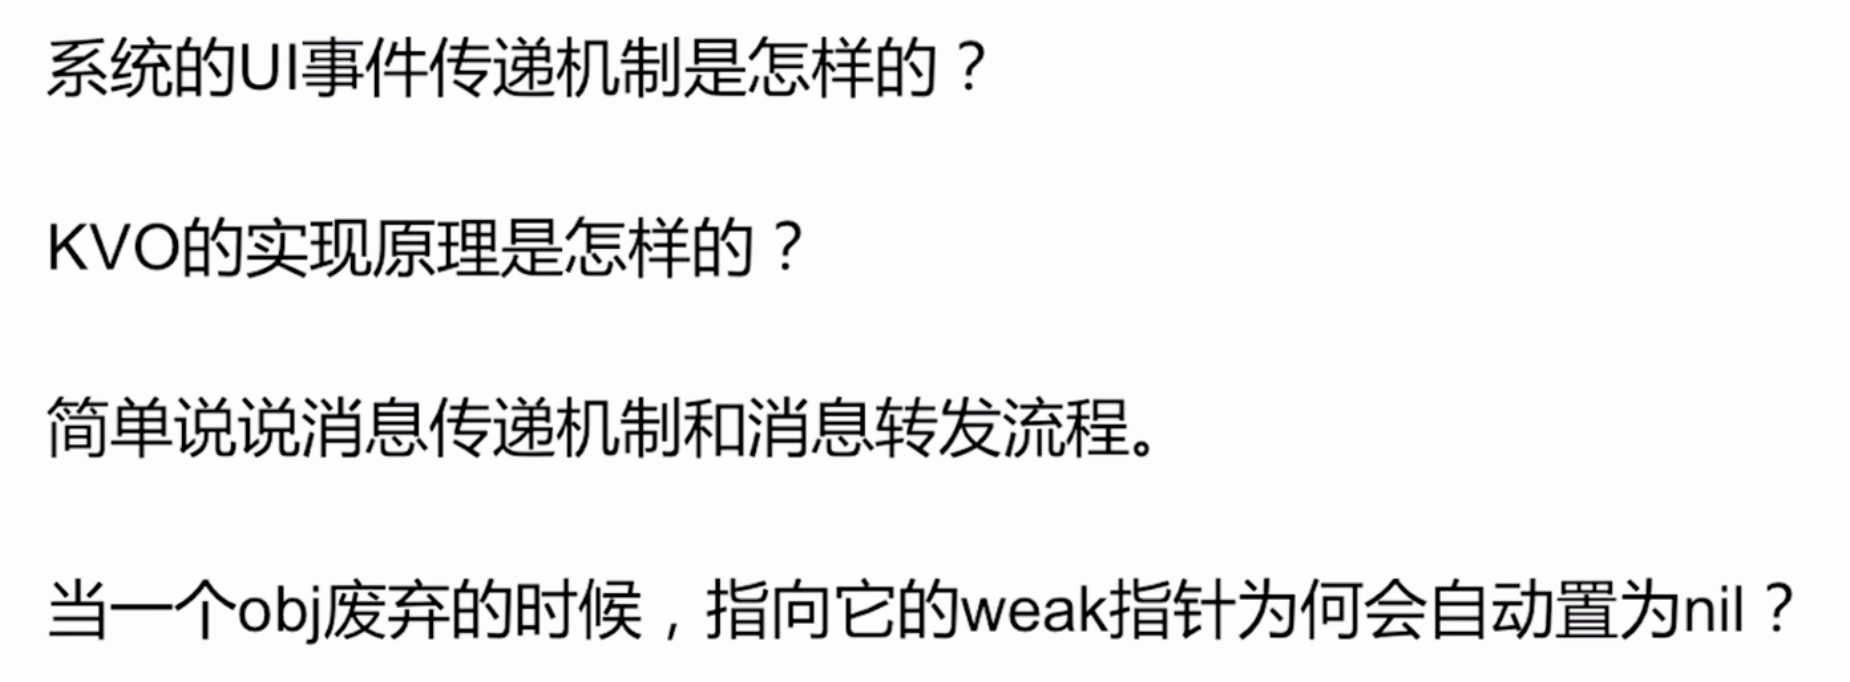 系统的UI事件传递机制是怎样的？
KVO的实现原理是怎样的？
简单说说消息传递机制和消息转发流程。
当一个obj废弃的时候，指向它的weak指针为何会自动置为nil？